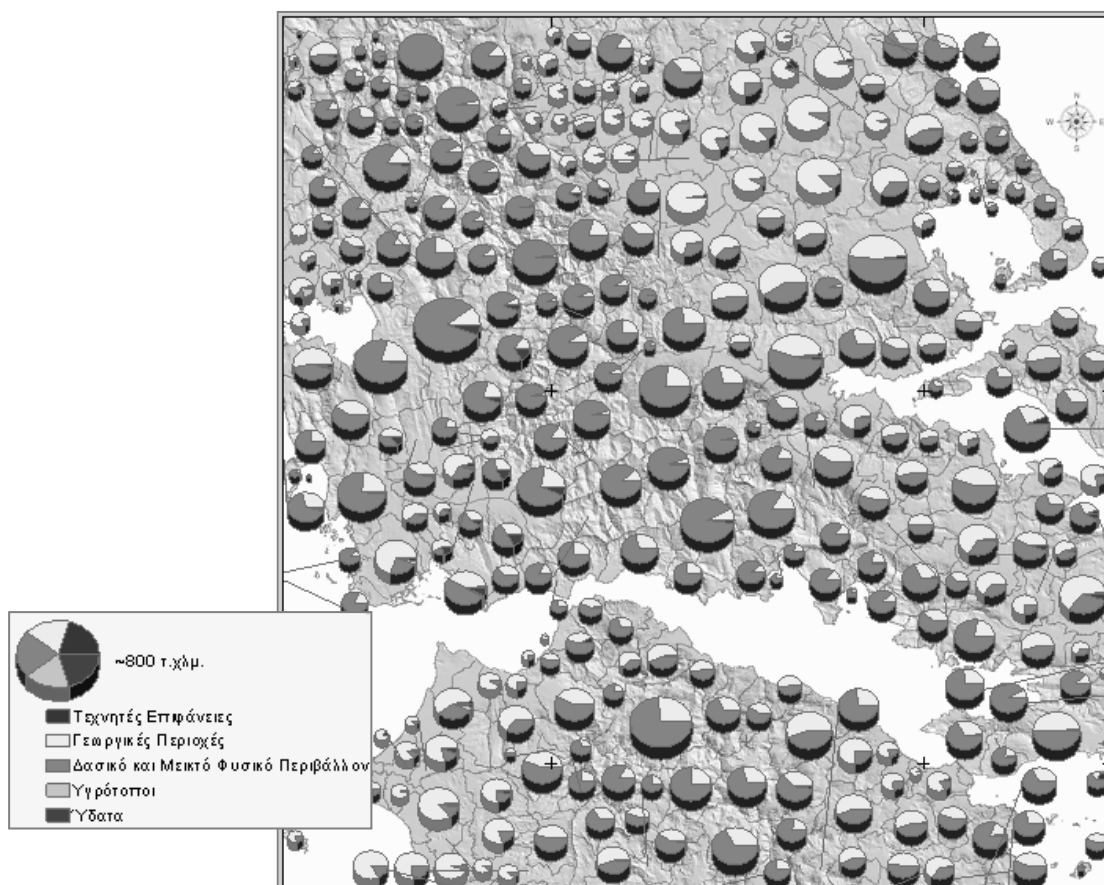 N
W E
S
~800 τ.χλμ.
Τεχνητές Επιφάνειες
Γεωργικές Περιοχές
Δασικό και Μεικτό Φυσικό Περιβάλλον
Υγρότοποι
Ύδατα